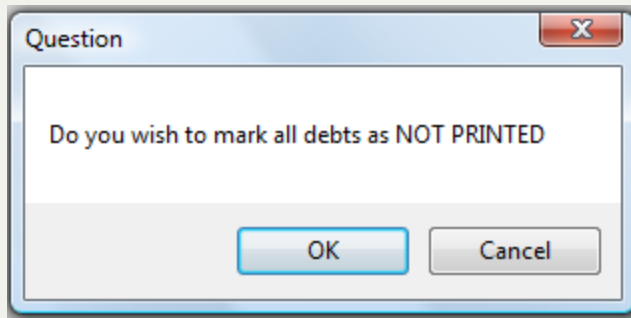 Question
Do you wish to mark all debts as NOT PRINTED
OK
Cancel